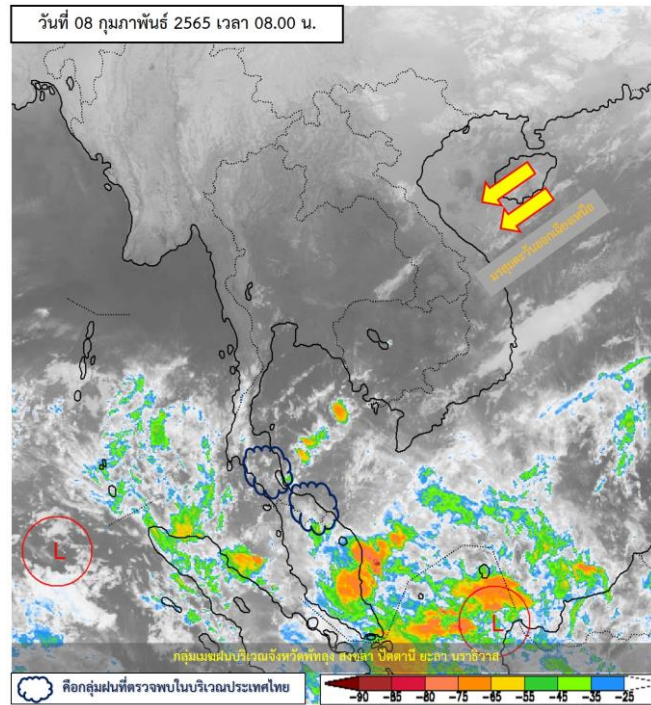 วันที่ 08 กุมภาพันธ์ 2565 เวลา 08.00 น.
มรสุมตะวันออกเฉียงเหนือ
L
L
กลุ่มเมฆฝนบริเวณจังหวัดพัทลุง สงขลา ปัตตานี ยะลา นราธิวาส
คือกลุ่มฝนที่ตรวจพบในบริเวณประเทศไทย
-90 -85 -80 -75 -65 -55 -45 -35 -25